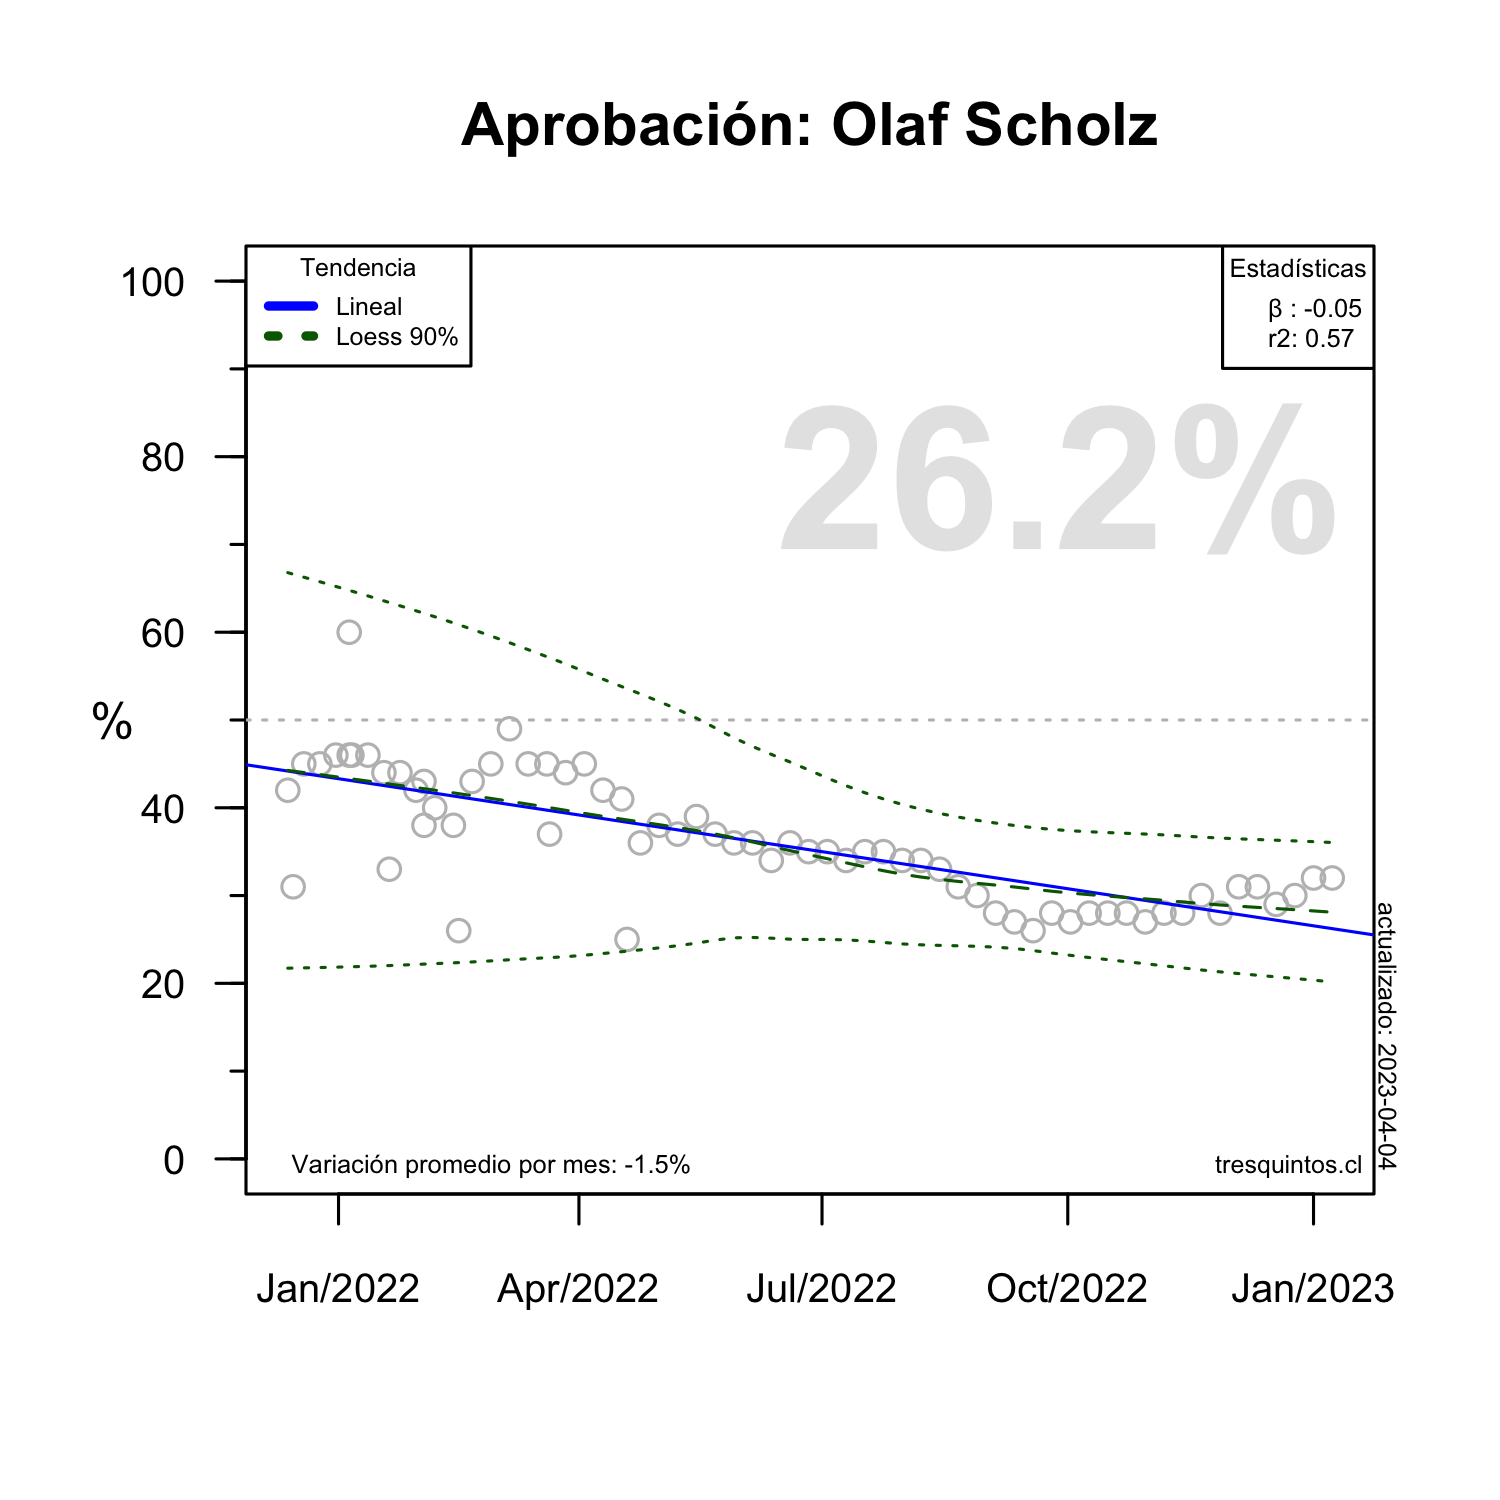 Aprobación: Olaf Scholz
Tendencia
Lineal
Loess 90%
Estadísticas
β : -0.05
r2: 0.57
26.2%
100
80
60
%
40
20
0
Variación promedio por mes: -1.5%
tresquintos.cl
actualizado: 2023-04-04
Jan/2022
Apr/2022
Jul/2022
Oct/2022
Jan/2023